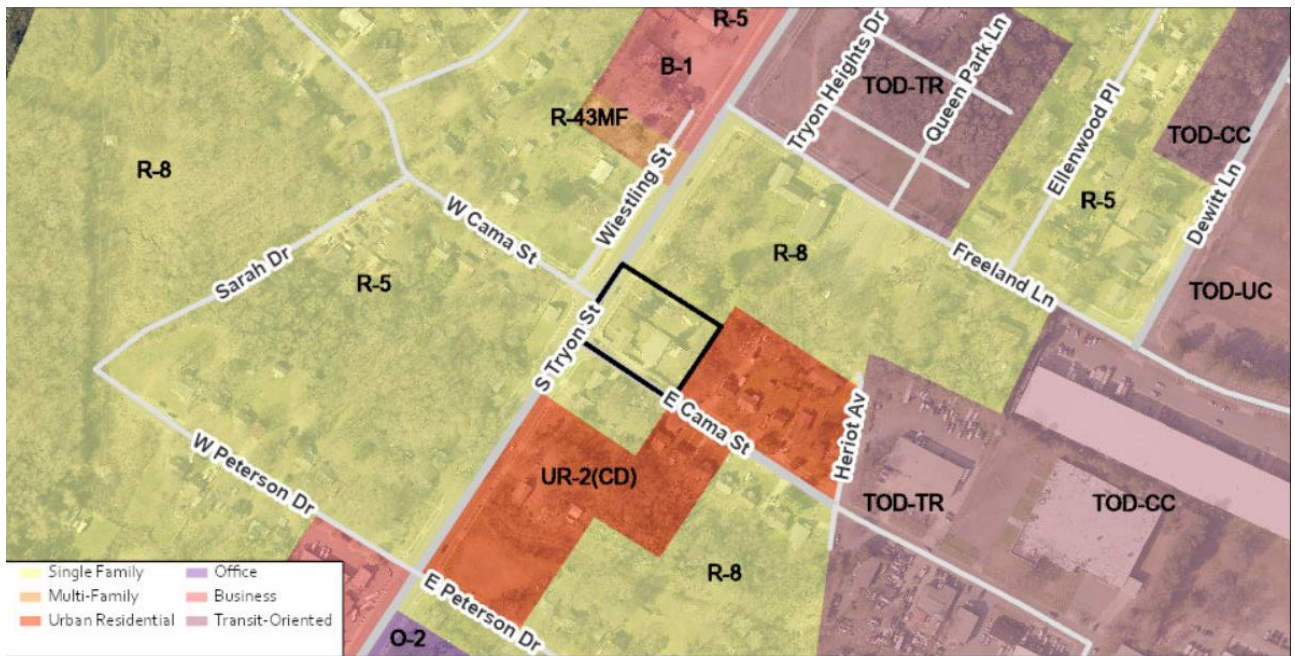 R-5
B-1
Tryon Heights Dr
Queen Park Ln
TOD-TR
Ellenwood Pl
TOD-CC
R-43MF
R-8
Wiestling St
R-5
Dewitt Ln
W Cama St
R-8
Sarah Dr
R-5
Freeland Ln
TOD-UC
S Tryon St
E Cama St
Heriot Av
W Peterson Dr
UR-2(CD)
TOD-TR
TOD-CC
R-8
E Peterson Dr
O-2
Single Family
Office
Multi-Family
Business
Urban Residential
Transit-Oriented